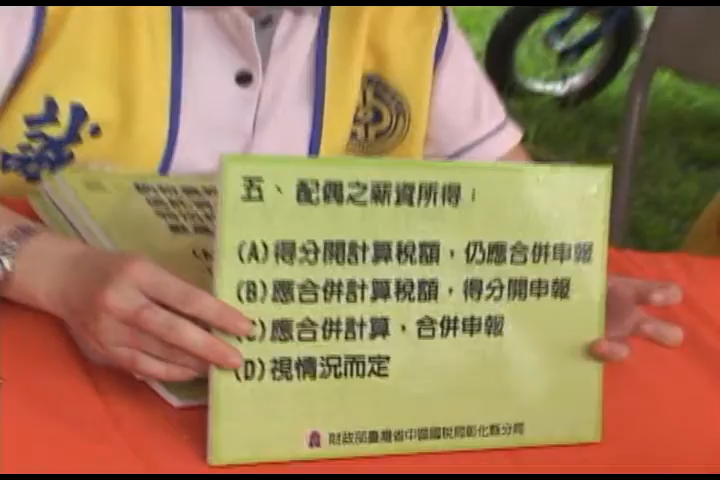 五、配偶之薪資所得：
(A)得分開計算稅額，仍應合併申報
(B)應合併計算稅額，得分開申報
(C)應合併計算，合併申報
(D)視情況而定
財政部臺灣省中區國稅局彰化縣分局